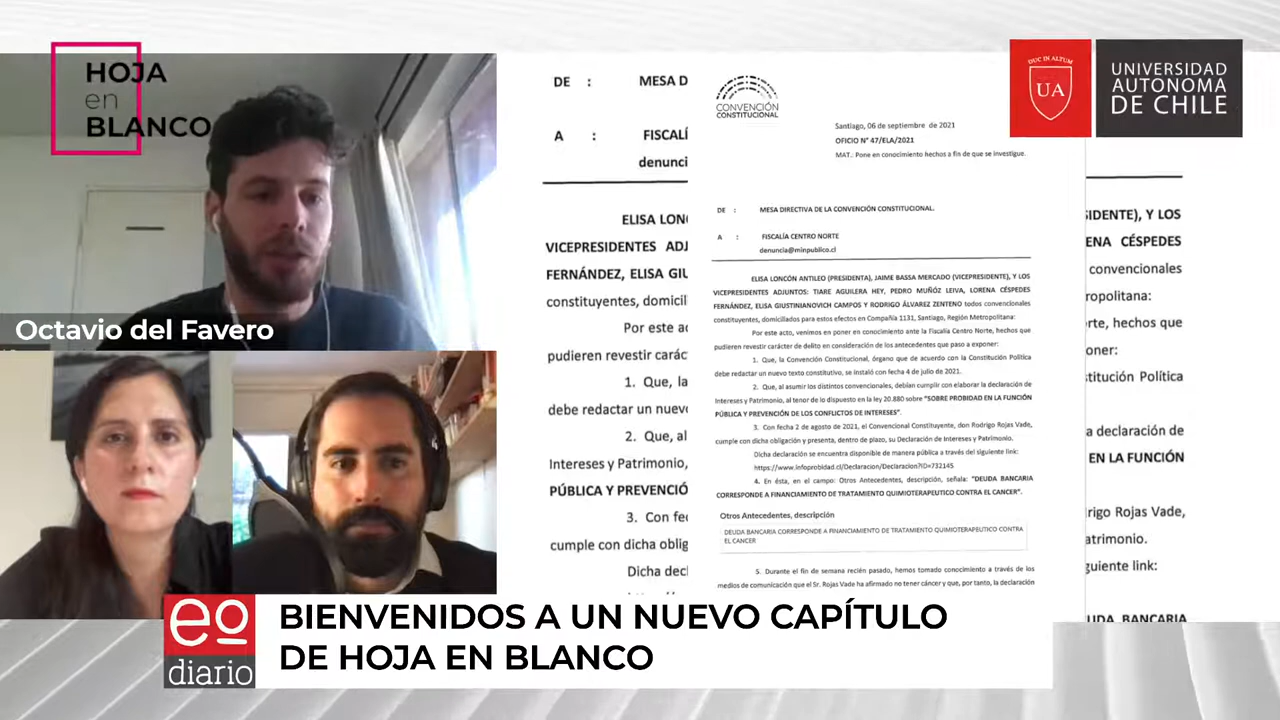 HOJA
en
BLANCO
Octavio del Favero
DUC IN ALTUM
UA
UNIVERSIDAD
AUTONOMA
DE CHILE
DE :
MESA D
A :
FISCALÍ
denunci
ELISA LON
VICEPRESIDENTES ADJ
FERNÁNDEZ, ELISA GIU
constituyentes, domicil
Por este ac
pudieren revestir carác
1. Que, la
debe redactar un nuevo
2. Que, al
Intereses y Patrimonio,
PÚBLICA Y PREVENCIÓ
3. Con fec
cumple con dicha oblig
Dicha decl
CONVENCIÓN
CONSTITUCIONAL
Santiago, 06 de septiembre de 2021
OFICIO N° 47/ELA/2021
MAT.: Pone en conocimiento hechos a fin de que se investigue.
DE : MESA DIRECTIVA DE LA CONVENCIÓN CONSTITUCIONAL.
A : FISCALÍA CENTRO NORTE
denuncia@minpublico.cl
ELISA LONCÓN ANTILEO (PRESIDENTA), JAIME BASSA MERCADO (VICEPRESIDENTE), Y LOS
VICEPRESIDENTES ADJUNTOS: TIARE AGUILERA HEY, PEDRO MUÑOZ LEIVA, LORENA CÉSPEDES
FERNÁNDEZ, ELISA GIUSTINIANOVICH CAMPOS Y RODRIGO ÁLVAREZ ZENTENO todos convencionales
constituyentes, domiciliados para estos efectos en Compañía 1131, Santiago, Región Metropolitana:
Por este acto, venimos en poner en conocimiento ante la Fiscalía Centro Norte, hechos que
pudieren revestir carácter de delito en consideración de los antecedentes que paso a exponer:
1. Que, la Convención Constitucional, órgano que de acuerdo con la Constitución Política
debe redactar un nuevo texto constitutivo, se instaló con fecha 4 de julio de 2021.
2. Que, al asumir los distintos convencionales, debían cumplir con elaborar la declaración de
Intereses y Patrimonio, al tenor de lo dispuesto en la ley 20.880 sobre "SOBRE PROBIDAD EN LA FUNCIÓN
PÚBLICA Y PREVENCIÓN DE LOS CONFLICTOS DE INTERESES".
3. Con fecha 2 de agosto de 2021, el Convencional Constituyente, don Rodrigo Rojas Vade,
cumple con dicha obligación y presenta, dentro de plazo, su Declaración de Intereses y Patrimonio.
Dicha declaración se encuentra disponible de manera pública a través del siguiente link:
https://www.infoprobidad.cl/Declaracion/Declaracion?ID=732145
4. En ésta, en el campo: Otros Antecedentes, descripción, señala: "DEUDA BANCARIA
CORRESPONDE A FINANCIAMIENTO DE TRATAMIENTO QUIMIOTERAPEUTICO CONTRA EL CANCER".
Otros Antecedentes, descripción
DEUDA BANCARIA CORRESPONDE A FINANCIAMIENTO DE TRATAMIENTO QUIMIOTERAPEUTICO CONTRA
EL CANCER
5. Durante el fin de semana recién pasado, hemos tomado conocimiento a través de los
medios de comunicación que el Sr. Rojas Vade ha afirmado no tener cáncer y que, por tanto, la declaración
SIDENTE), Y LOS
ENA CÉSPEDES
convencionales
ropolitana:
rte, hechos que
oner:
titución Política
a declaración de
EN LA FUNCIÓN
rigo Rojas Vade,
atrimonio.
guiente link:
UDA BANCARIA
eo
diario
BIENVENIDOS A UN NUEVO CAPÍTULO
DE HOJA EN BLANCO